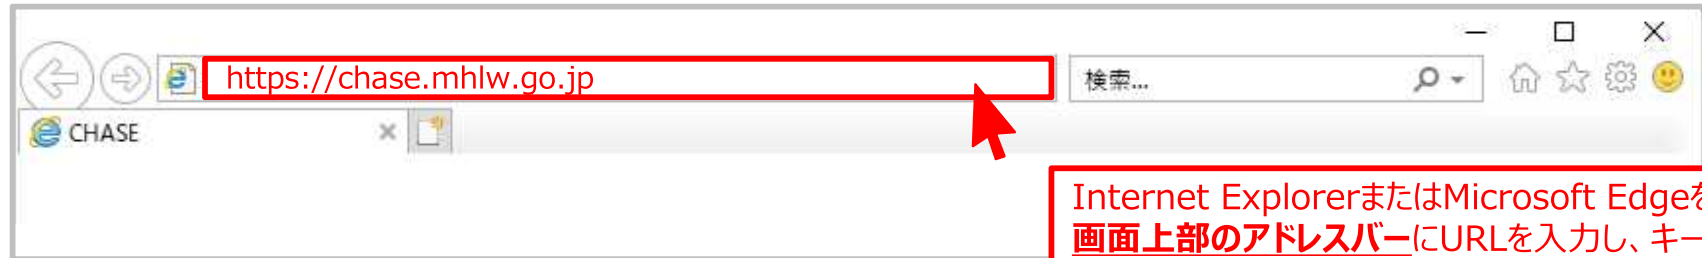 https://chase.mhlw.go.jp
検索...
CHASE
Internet ExplorerまたはMicrosoft Edgeを
画面上部のアドレスバーにURLを入力し、キー